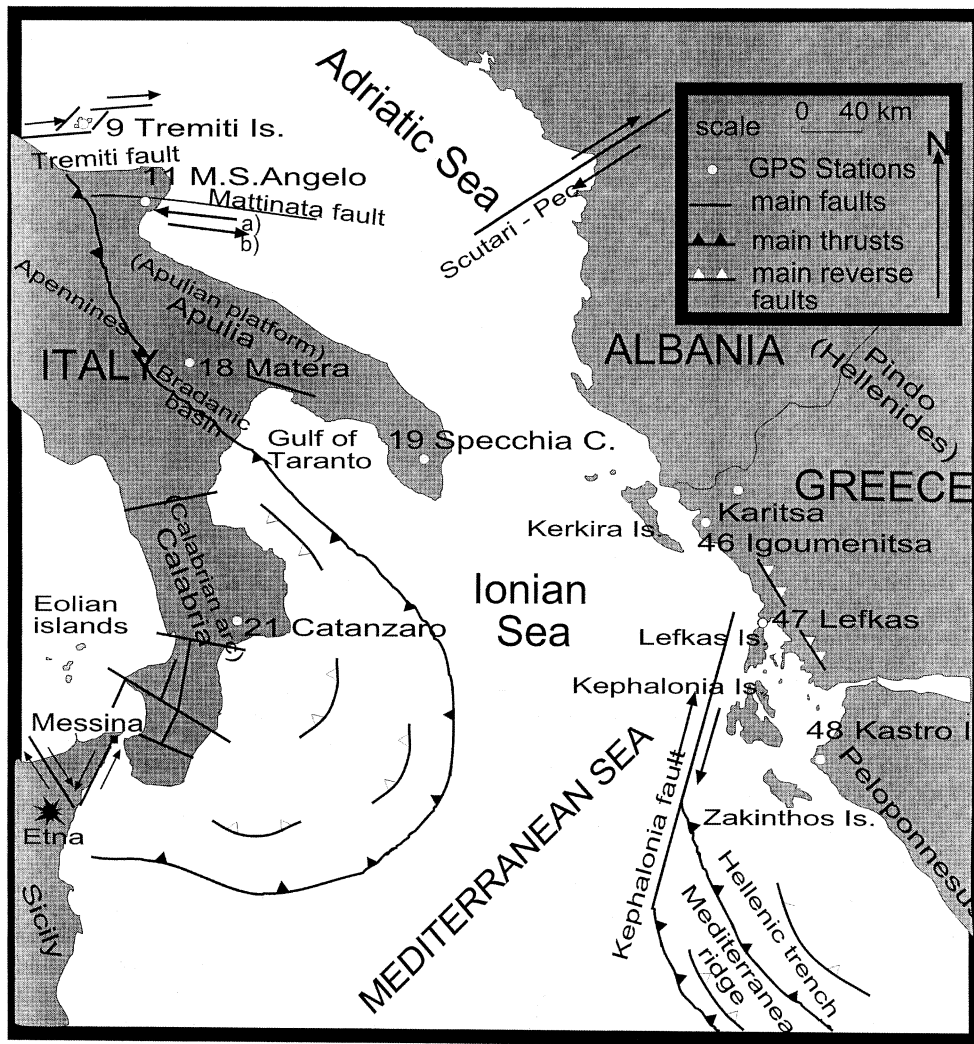 Adriatic Sea
0 40 km
scale
N
GPS Stations
main faults
main thrusts
main reverse
faults
9 Tremiti Is.
Tremiti fault
11 M.S.Angelo
Mattinata fault
a)
b)
Scutari - Pec
(Apulian platform)
Apulia
Apennines
ITALY
18 Matera
Bradanic
basin
ALBANIA
Pindo
(Hellenides)
Gulf of
Taranto
19 Specchia C.
GREECE
Kerkira Is.
Karitsa
46 Igoumenitsa
(Calabrian arc)
Calabria
Ionian
Sea
Eolian
islands
21 Catanzaro
47 Lefkas
Lefkas Is.
Kephalonia Is.
Messina
48 Kastro I
Peloponnesus
MEDITERRANEAN SEA
Kephalonia fault
Zakinthos Is.
Etna
Sicily
Hellenic trench
Mediterranea
ridge